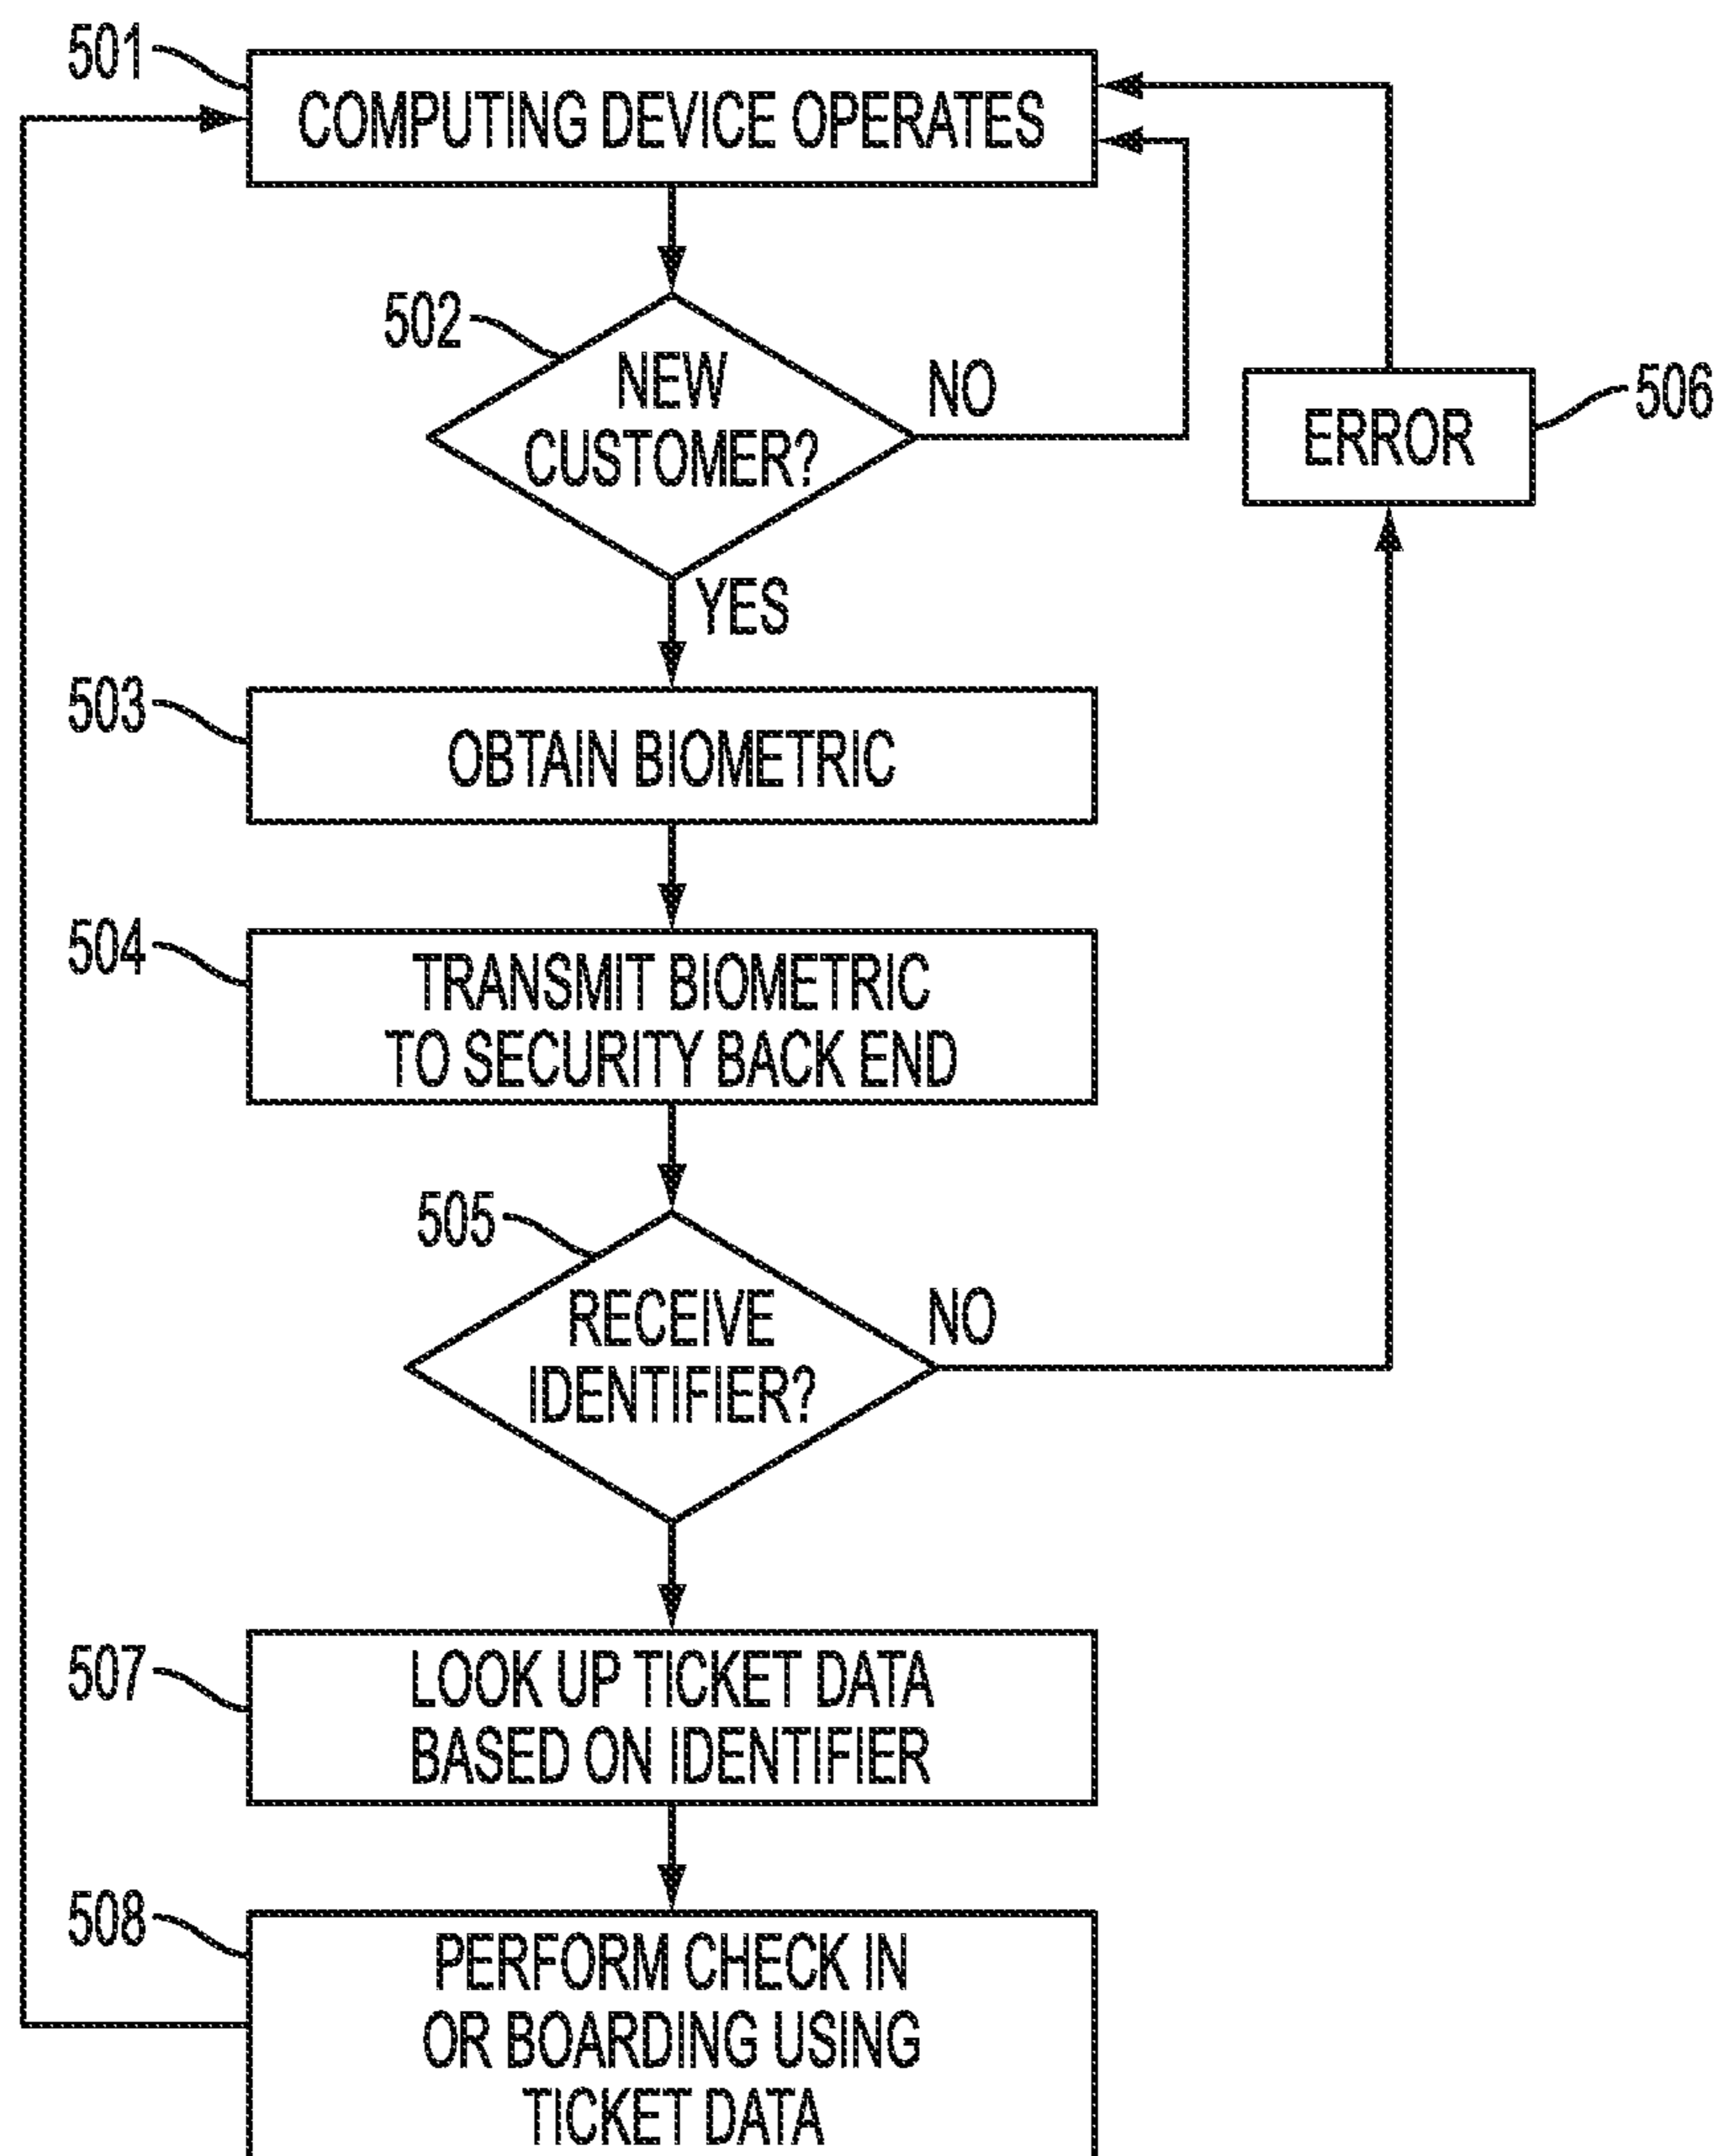 501
COMPUTING DEVICE OPERATES
502
NEW
CUSTOMER?
NO
YES
ERROR
506
503
OBTAIN BIOMETRIC
504
TRANSMIT BIOMETRIC
TO SECURITY BACK END
505
RECEIVE
IDENTIFIER?
NO
507
LOOK UP TICKET DATA
BASED ON IDENTIFIER
508
PERFORM CHECK IN
OR BOARDING USING
TICKET DATA